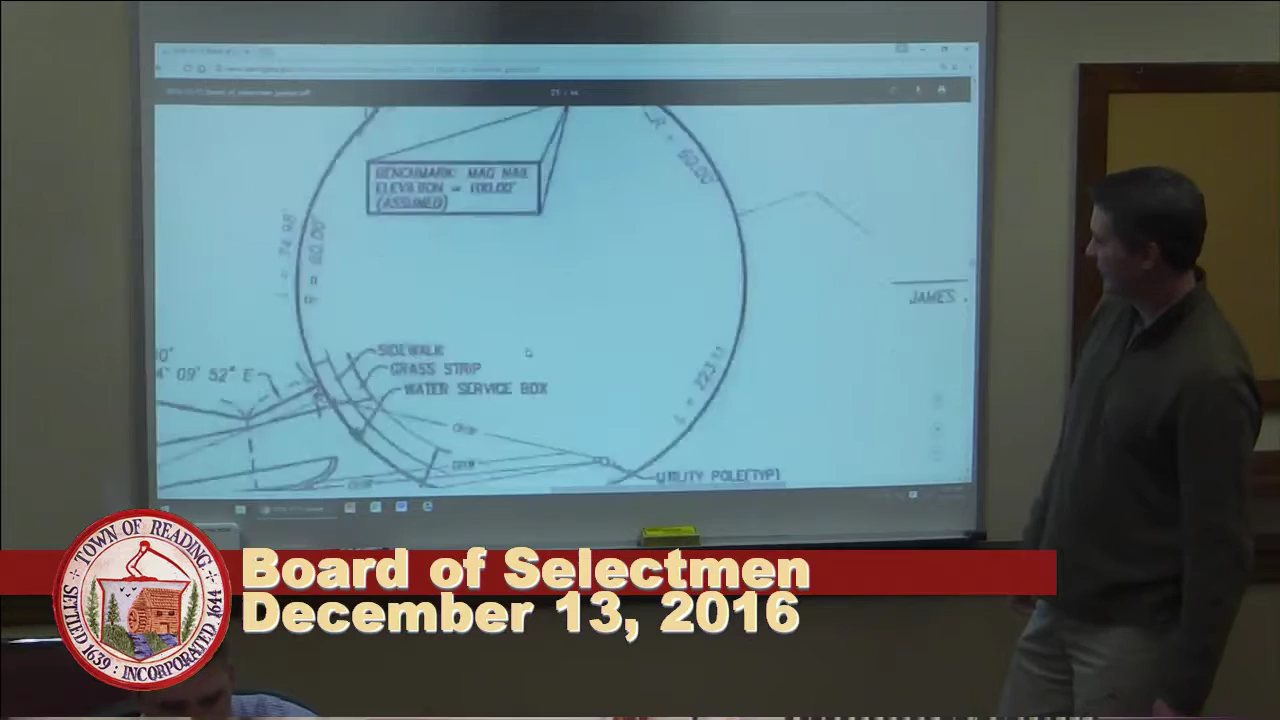 BENCHMARK: MAG NAIL
ELEVATION = 100.00'
(ASSUMED)
R = 60.00'
L = 74.98'
R = 60.00'
JAMES
SIDEWALK
GRASS STRIP
WATER SERVICE BOX
09' 52" E
OHW
OHW
UTILITY POLE(TYP)
TOWN OF READING
SETTLED 1639 : INCORPORATED 1644
Board of Selectmen
December 13, 2016